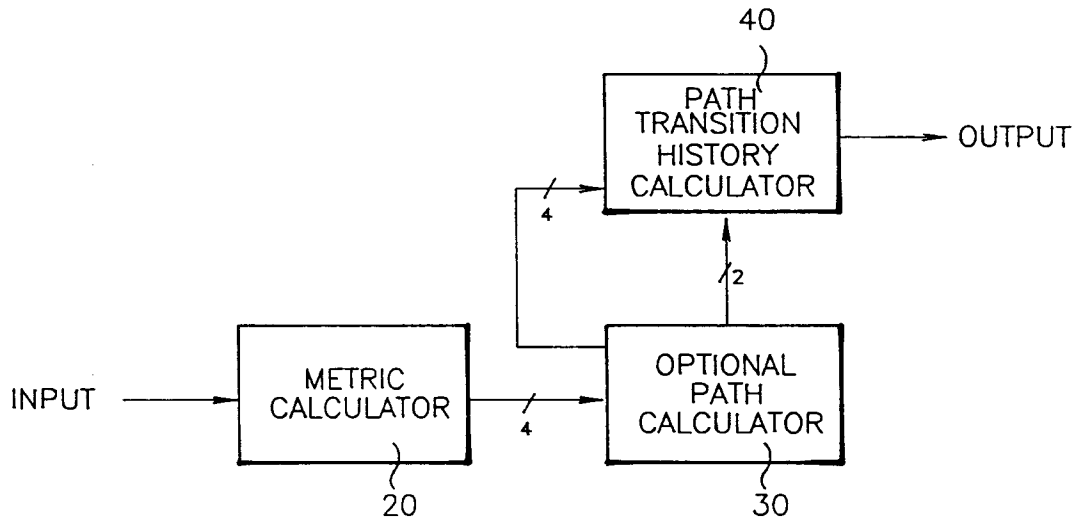 40
PATH
TRANSITION
HISTORY
CALCULATOR
OUTPUT
4
2
INPUT
METRIC
CALCULATOR
4
OPTIONAL
PATH
CALCULATOR
20
30